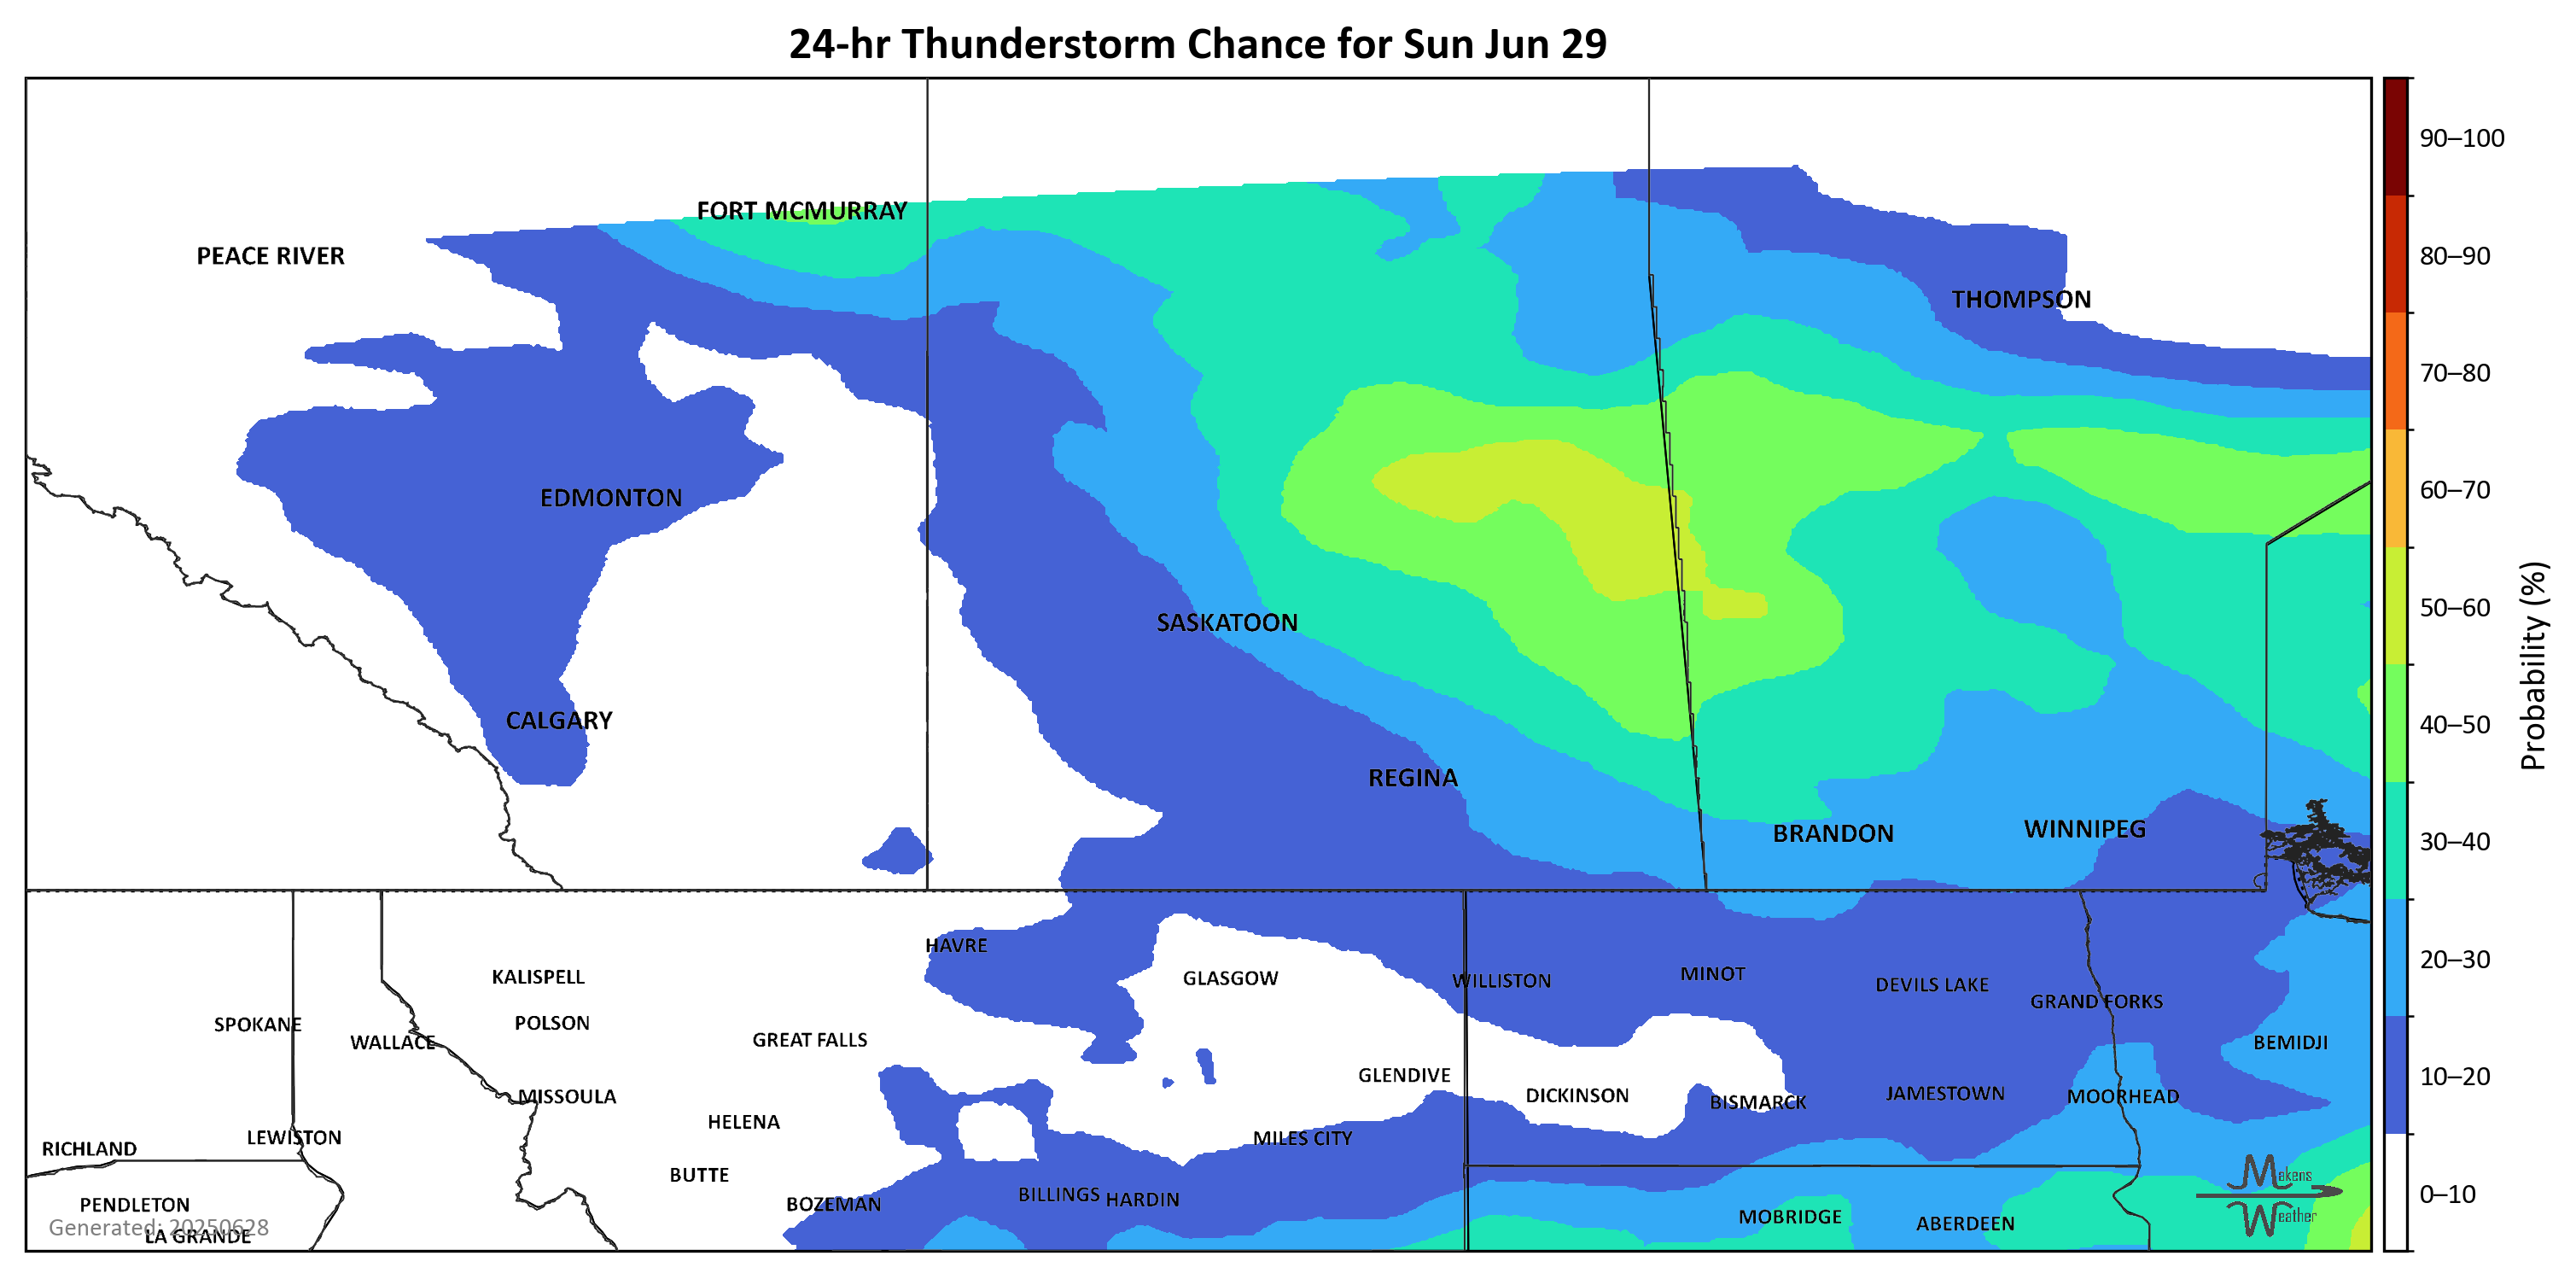 24-hr Thunderstorm Chance for Sun Jun 29
90–100
FORT MCMURRAY
PEACE RIVER
80–90
THOMPSON
70–80
60–70
EDMONTON
50–60
SASKATOON
Probability (%)
CALGARY
40–50
REGINA
BRANDON
WINNIPEG
30–40
HAVRE
20–30
KALISPELL
GLASGOW
WILLISTON
MINOT
DEVILS LAKE
GRAND FORKS
SPOKANE
POLSON
WALLACE
GREAT FALLS
BEMIDJI
GLENDIVE
10–20
MISSOULA
DICKINSON
BISMARCK
JAMESTOWN
MOORHEAD
HELENA
LEWISTON
MILES CITY
RICHLAND
BUTTE
Makens
BILLINGS
HARDIN
0–10
PENDLETON
BOZEMAN
MOBRIDGE
ABERDEEN
Weather
Generated: 20250628
LA GRANDE